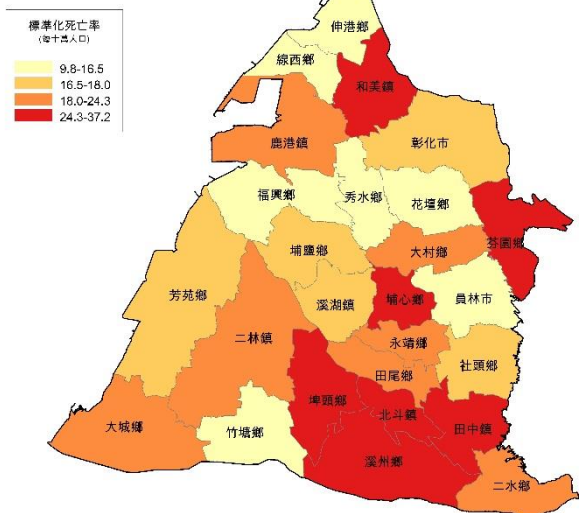 標準化死亡率
(每十萬人口)
9.8-16.5
16.5-18.0
18.0-24.3
24.3-37.2
伸港鄉
線西鄉
和美鎮
鹿港鎮
彰化市
福興鄉
秀水鄉
花壇鄉
芬園鄉
埔鹽鄉
大村鄉
芳苑鄉
溪湖鎮
埔心鄉
員林市
二林鎮
永靖鄉
社頭鄉
田尾鄉
埤頭鄉
北斗鎮
大城鄉
竹塘鄉
田中鎮
溪州鄉
二水鄉